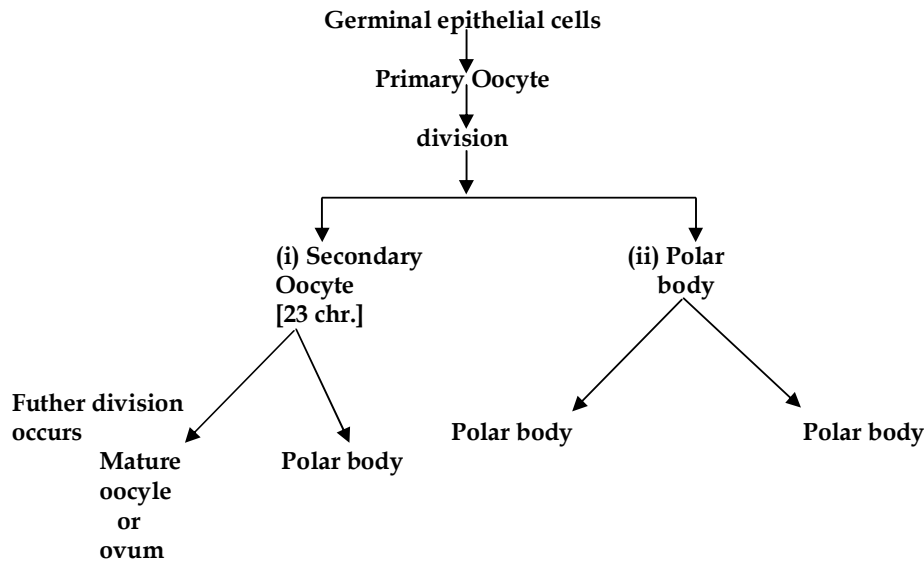 Germinal epithelial cells
Primary Oocyte
division
(i) Secondary
Oocyte
[23 chr.]
(ii) Polar
body
Futher division
occurs
Mature
oocyle
or
ovum
Polar body
Polar body
Polar body